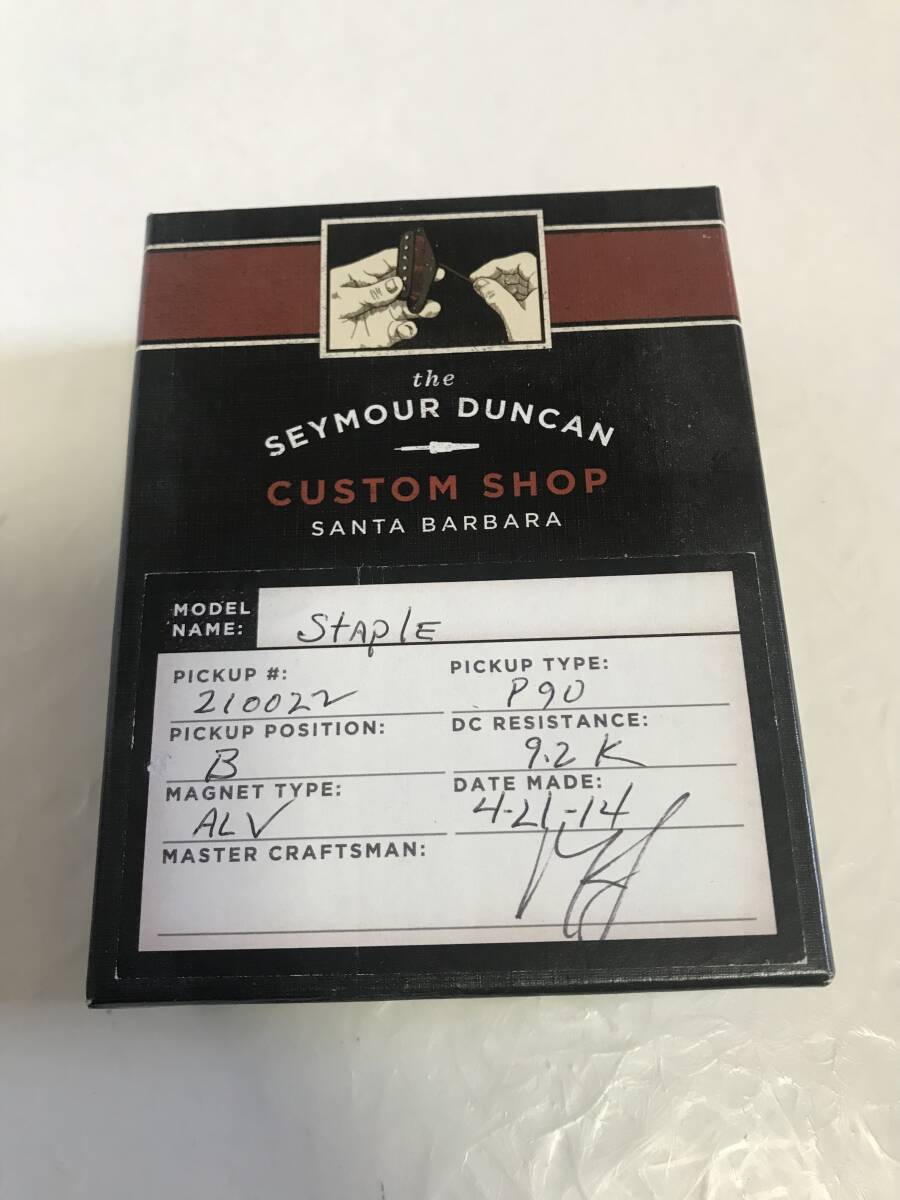 the
SEYMOUR DUNCAN
CUSTOM SHOP
SANTA BARBARA
MODEL NAME: StAplE
PICKUP #: 210022
PICKUP TYPE: P90
PICKUP POSITION: B
DC RESISTANCE: 9.2 K
MAGNET TYPE: ALV
DATE MADE: 4-21-14
MASTER CRAFTSMAN: